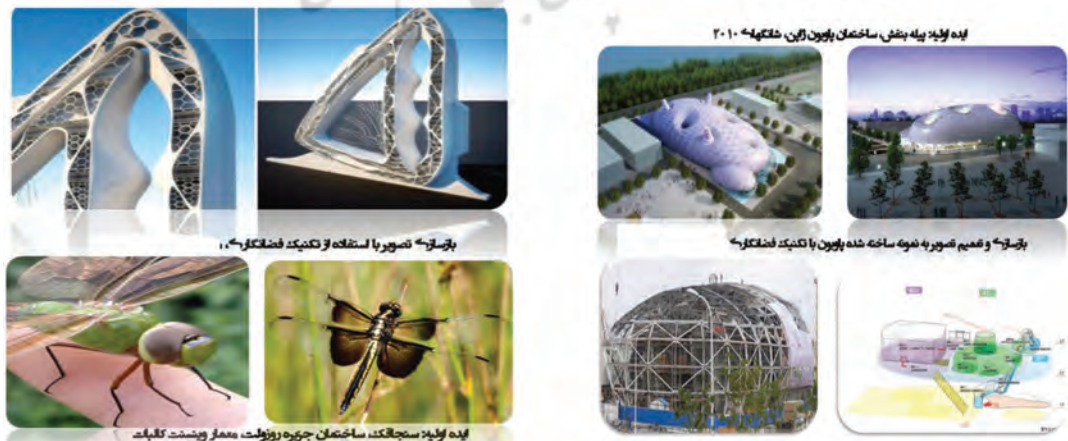 ایده اولیه: پیله بنفش، ساختمان پاویون ژاپن، شانگهای ۲۰۱۰
بازسازی و تعمیم تصویر به نمونه ساخته شده پاویون با تکنیک فضانگاری
بازسازی تصویر با استفاده از تکنیک فضانگاری،
ایده اولیه: سنجاقک، ساختمان جزیره روزولت، معمار وینسنت کالبات